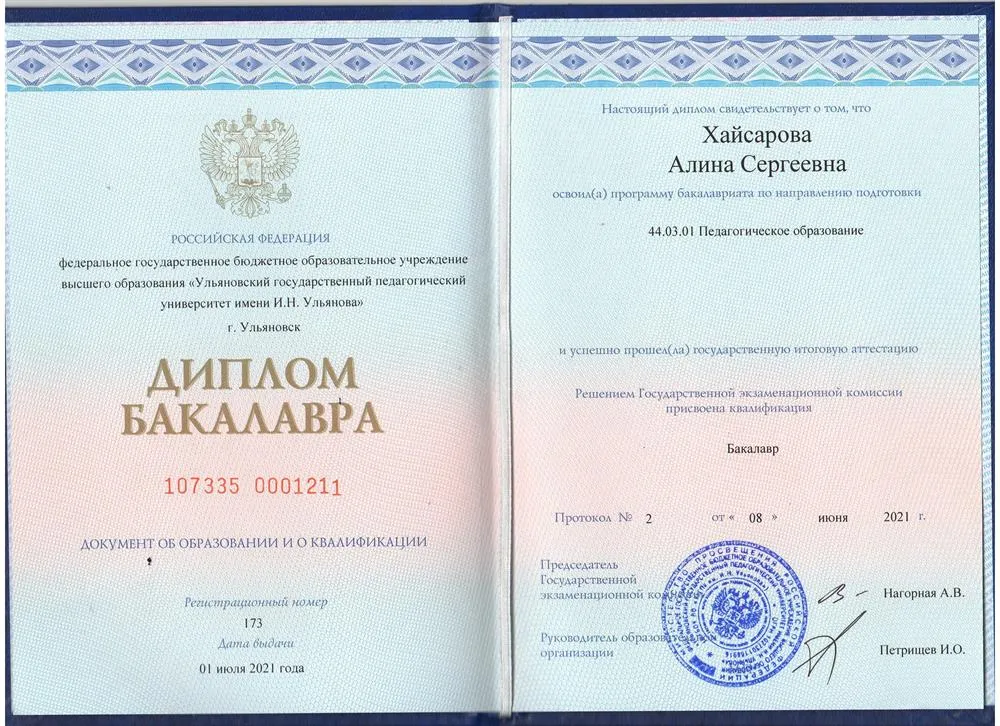 РОССИЙСКАЯ ФЕДЕРАЦИЯ
федеральное государственное бюджетное образовательное учреждение
высшего образования «Ульяновский государственный педагогический
университет имени И.Н. Ульянова»
г. Ульяновск
ДИПЛОМ
БАКАЛАВРА
107335 0001211
ДОКУМЕНТ ОБ ОБРАЗОВАНИИ И О КВАЛИФИКАЦИИ
Регистрационный номер
173
Дата выдачи
01 июля 2021 года
Настоящий диплом свидетельствует о том, что
Хайсарова
Алина Сергеевна
освоил(а) программу бакалавриата по направлению подготовки
44.03.01 Педагогическое образование
и успешно прошел(ла) государственную итоговую аттестацию
Решением Государственной экзаменационной комиссии
присвоена квалификация
Бакалавр
Протокол № 2 от « 08 » июня 2021 г.
Председатель
Государственной
экзаменационной
Нагорная А.В.
Руководитель
организации
Петрищев И.О.